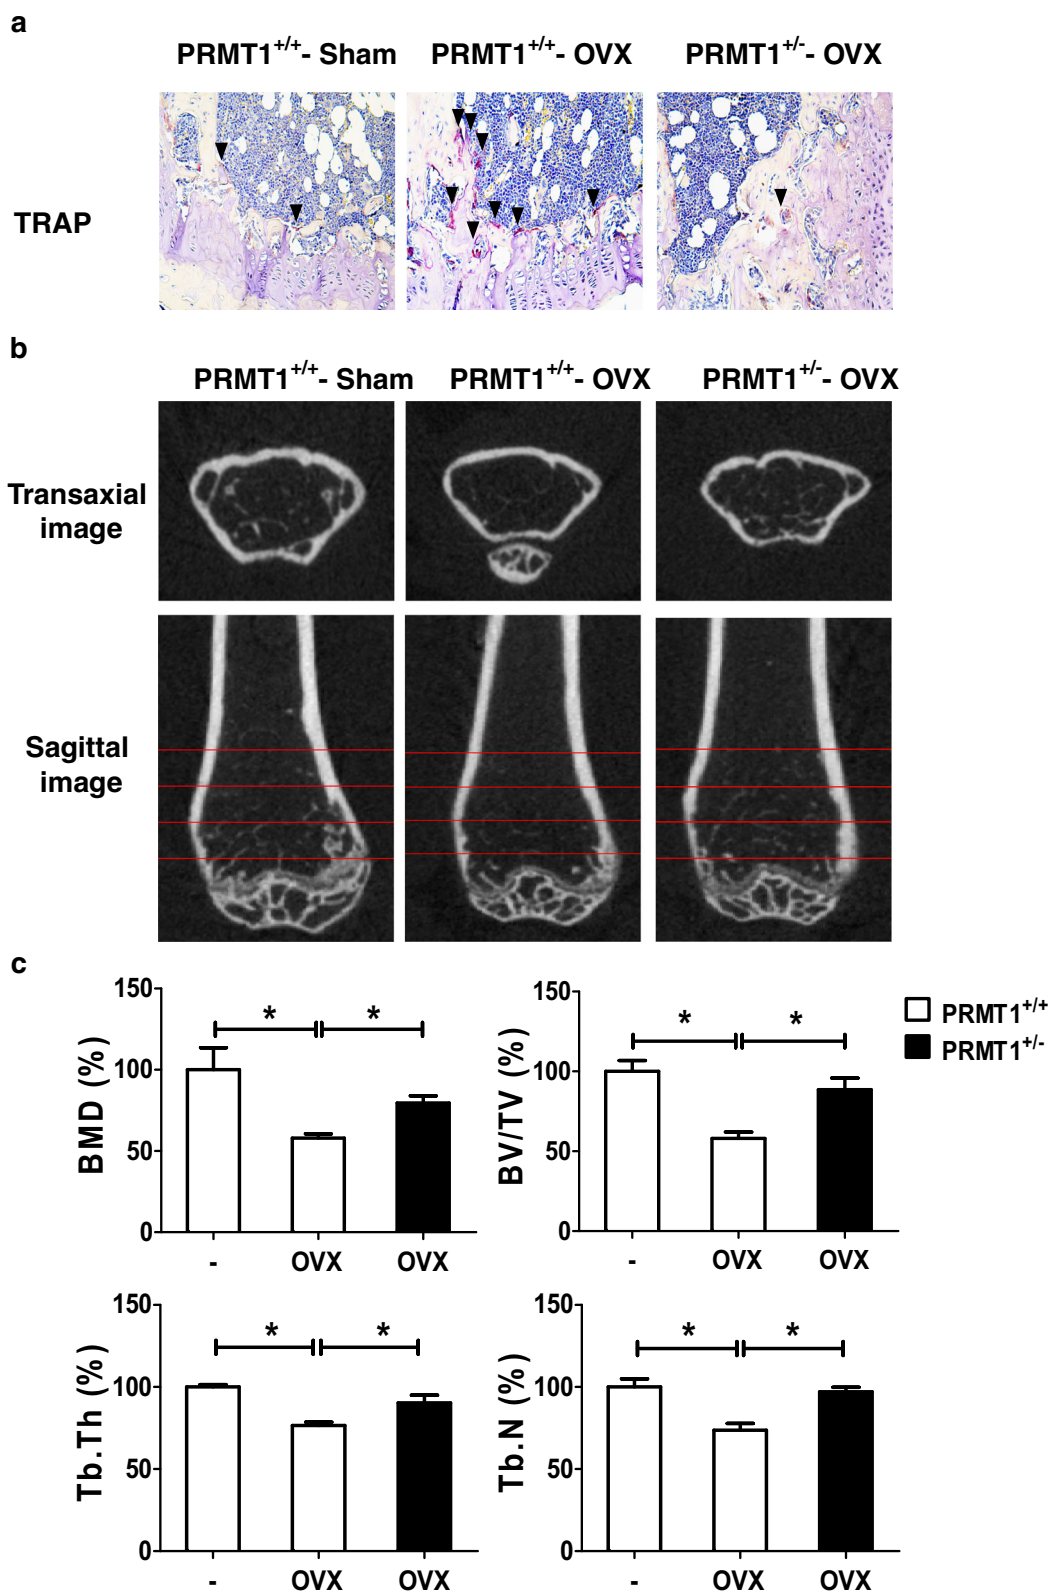 a
PRMT1+/+- Sham PRMT1+/+- OVX PRMT1+/-- OVX
TRAP
b
PRMT1+/+- Sham PRMT1+/+- OVX PRMT1+/-- OVX
Transaxial
image
Sagittal
image
c
BMD (%)
150
100
50
0
* *
- OVX OVX
BV/TV (%)
150
100
50
0
* *
- OVX OVX
PRMT1+/+
PRMT1+/-
Tb.Th (%)
150
100
50
0
* *
- OVX OVX
Tb.N (%)
150
100
50
0
* *
- OVX OVX